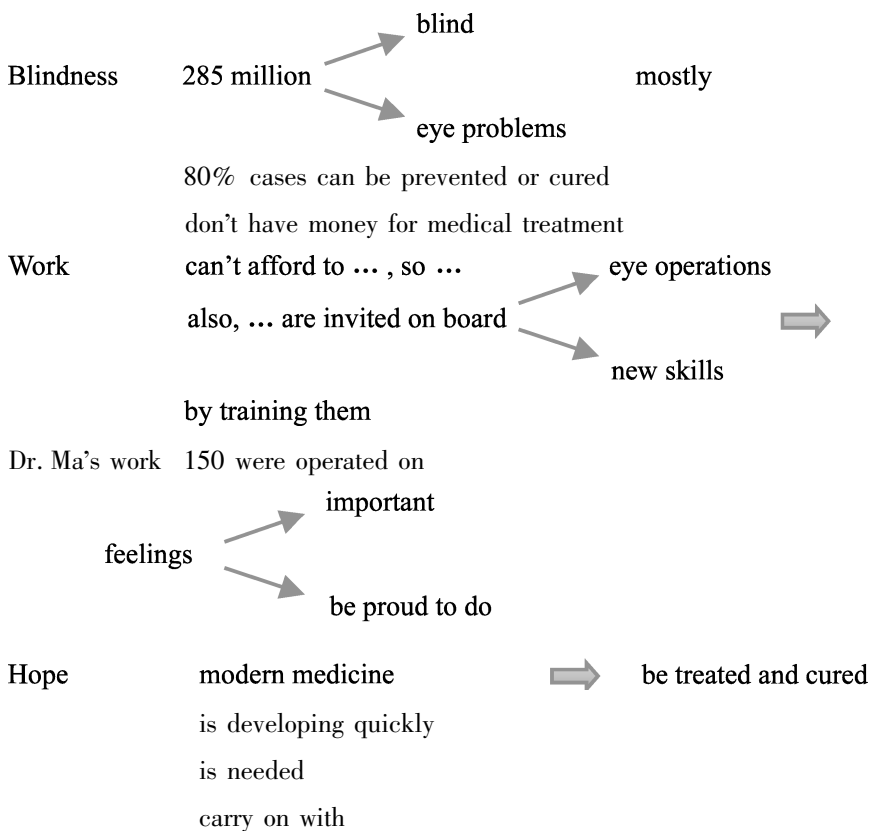 blind
Blindness 285 million mostly
eye problems
80% cases can be prevented or cured
don't have money for medical treatment
Work can't afford to … , so … eye operations
also, … are invited on board
new skills
by training them
Dr. Ma's work 150 were operated on
important
feelings
be proud to do
Hope modern medicine be treated and cured
is developing quickly
is needed
carry on with